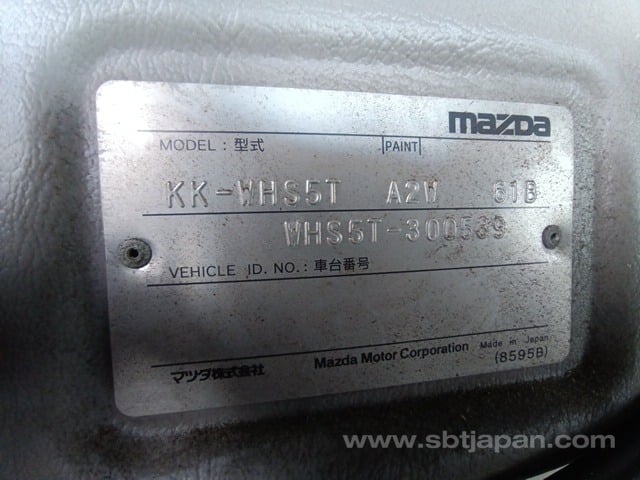 mazda
MODEL : 型式 PAINT
KK-WHS5T A2W 61B
WHS5T-300539
VEHICLE ID. NO. : 車台番号
マツダ株式会社 Mazda Motor Corporation Made in Japan
(8595B)
www.sbtjapan.com